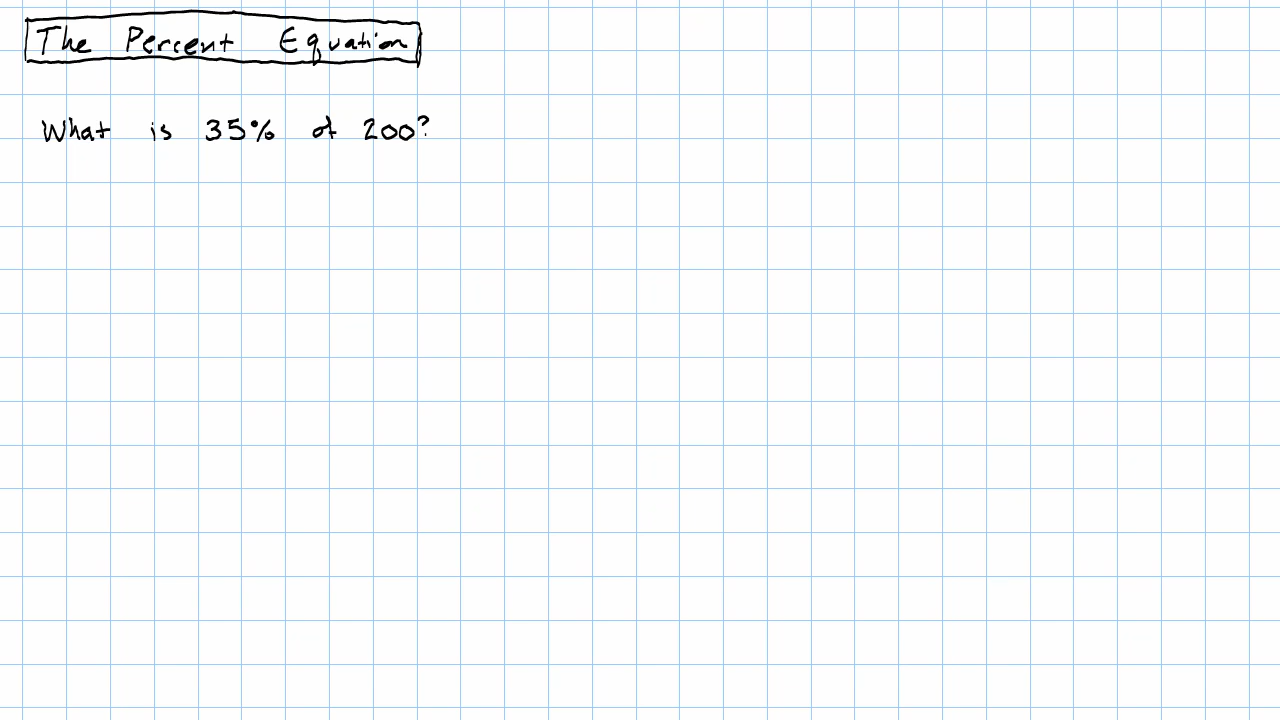 The Percent Equation
What is 35% of 200?